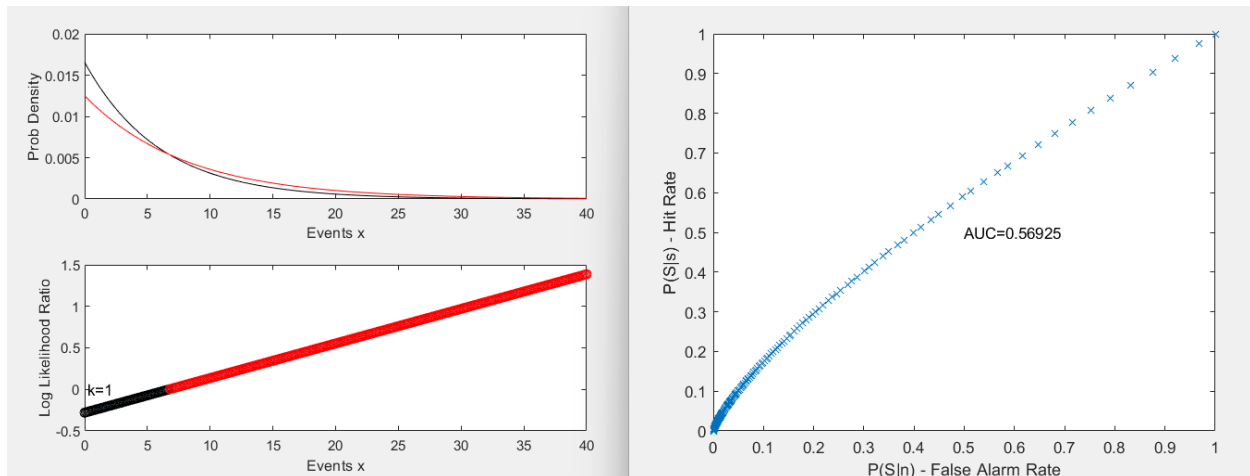 0.02
0.015
0.01
0.005
0
Prob Density
0 5 10 15 20 25 30 35 40
Events x
1.5
1
0.5
0
-0.5
Log Likelihood Ratio
k=1
0 5 10 15 20 25 30 35 40
Events x
1
0.9
0.8
0.7
0.6
0.5
0.4
0.3
0.2
0.1
0
P(S|s) - Hit Rate
AUC=0.56925
0 0.1 0.2 0.3 0.4 0.5 0.6 0.7 0.8 0.9 1
P(S|n) - False Alarm Rate